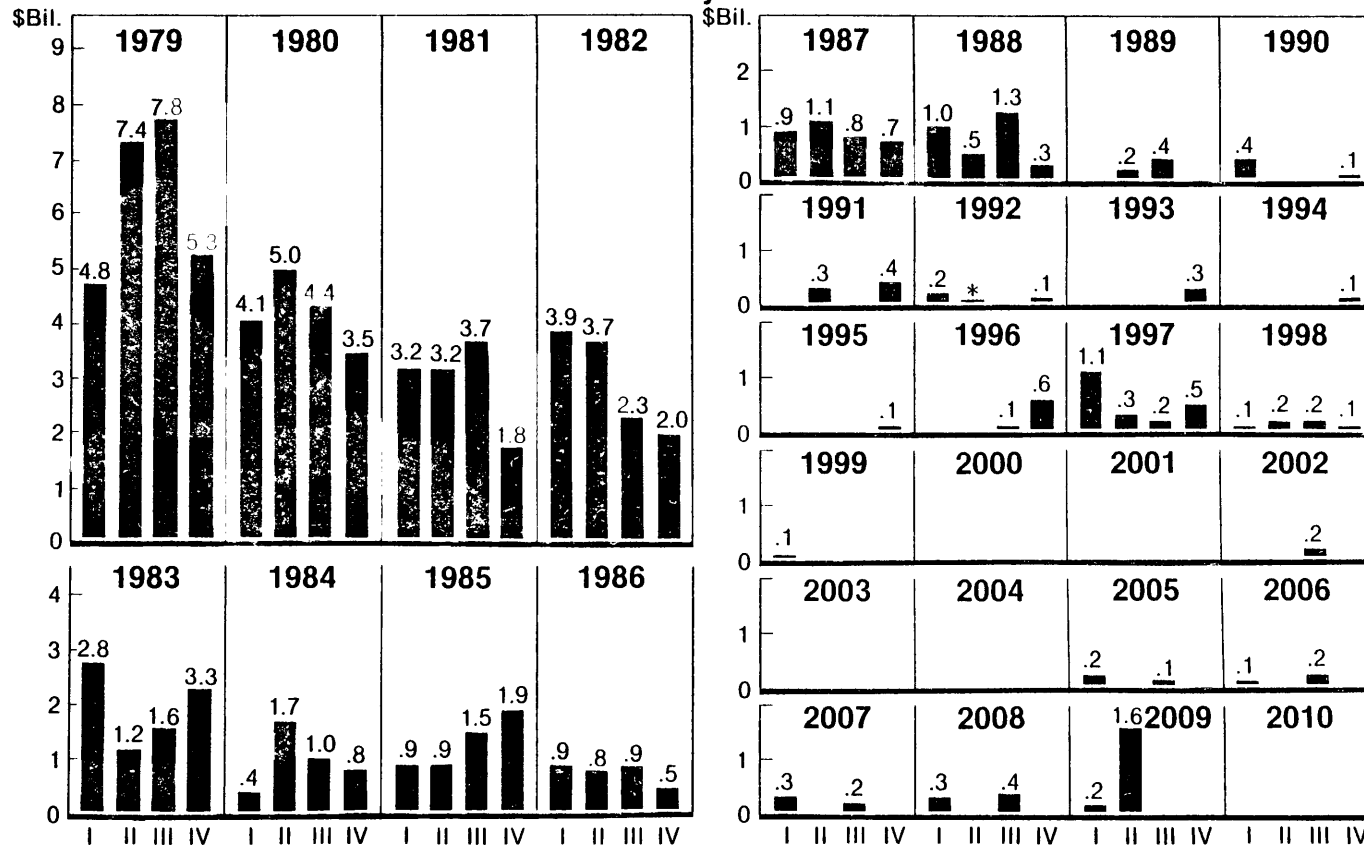 $Bil.
1979 1980 1981 1982
9
8
7
6
5
4
3
2
1
0
4.8 7.4 7.8 5.3 4.1 5.0 4.4 3.5 3.2 3.2 3.7 1.8 3.9 3.7 2.3 2.0
1983 1984 1985 1986
4
3
2
1
0
2.8 1.2 1.6 3.3 .4 1.7 1.0 .8 .9 .9 1.5 1.9 .9 .8 .9 .5
I II III IV I II III IV I II III IV I II III IV
$Bil.
1987 1988 1989 1990
2
1
0
.9 1.1 .8 .7 1.0 .5 1.3 .3 .2 .4 .4 .1
1991 1992 1993 1994
1
0
.3 .4 .2 * .1 .3 .1
1995 1996 1997 1998
1
0
.1 .1 .6 1.1 .3 .2 .5 .1 .2 .2 .1
1999 2000 2001 2002
1
0
.1 .2
2003 2004 2005 2006
1
0
.2 .1 .1 .2
2007 2008 2009 2010
1
0
.3 .2 .3 .4 .2 1.6
I II III IV I II III IV I II III IV I II III IV